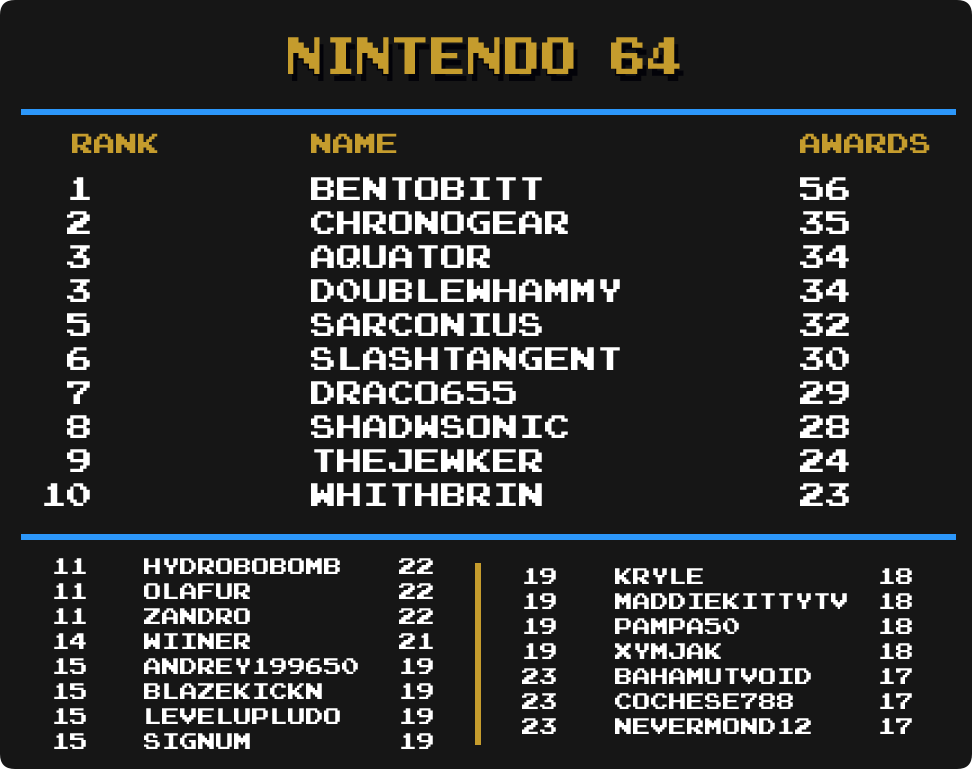 NINTENDO 64
RANK NAME AWARDS
1 BENTOBITT 56
2 CHRONOGEAR 35
3 AQUATOR 34
3 DOUBLEWHAMMY 34
5 SARCONIUS 32
6 SLASHTANGENT 30
7 DRACO655 29
8 SHADWSONIC 28
9 THEJEWKER 24
10 WHITHBRIN 23
11 HYDROBOBOMB 22
11 OLAFUR 22
11 ZANDRO 22
14 WIINER 21
15 ANDREY199650 19
15 BLAZEKICKN 19
15 LEVELUPLUDO 19
15 SIGNUM 19
19 KRYLE 18
19 MADDIEKITTYTV 18
19 PAMPA50 18
19 XYMJAK 18
23 BAHAMUTVOID 17
23 COCHESE788 17
23 NEVERMOND12 17